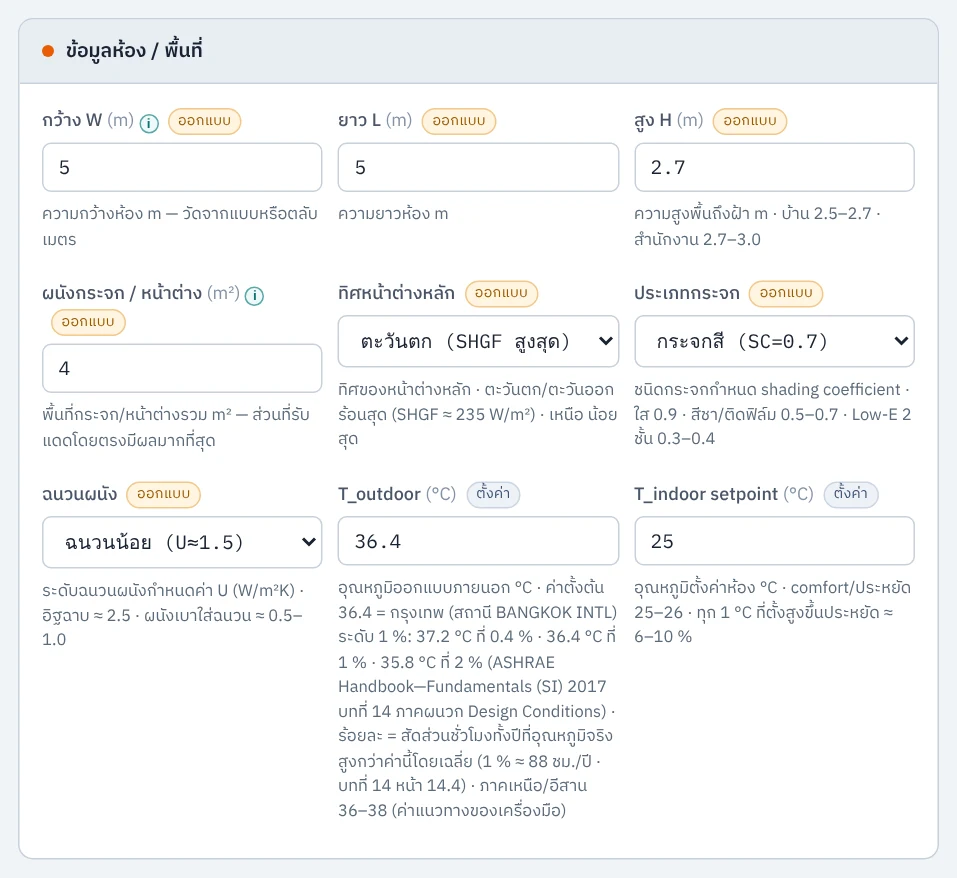 ข้อมูลห้อง / พื้นที่
กว้าง W (m) i ออกแบบ
5
ความกว้างห้อง m — วัดจากแบบหรือตลับ
เมตร
ยาว L (m) ออกแบบ
5
ความยาวห้อง m
สูง H (m) ออกแบบ
2.7
ความสูงพื้นถึงฝ้า m · บ้าน 2.5–2.7 ·
สำนักงาน 2.7–3.0
ผนังกระจก / หน้าต่าง (m²) i
ออกแบบ
4
พื้นที่กระจก/หน้าต่างรวม m² — ส่วนที่รับ
แดดโดยตรงมีผลมากที่สุด
ทิศหน้าต่างหลัก ออกแบบ
ตะวันตก (SHGF สูงสุด)
ทิศของหน้าต่างหลัก · ตะวันตก/ตะวันออก
ร้อนสุด (SHGF ≈ 235 W/m²) · เหนือ น้อย
สุด
ประเภทกระจก ออกแบบ
กระจกสี (SC=0.7)
ชนิดกระจกกำหนด shading coefficient ·
ใส 0.9 · สีชา/ติดฟิล์ม 0.5–0.7 · Low-E 2
ชั้น 0.3–0.4
ฉนวนผนัง ออกแบบ
ฉนวนน้อย (U≈1.5)
ระดับฉนวนผนังกำหนดค่า U (W/m²K) ·
อิฐฉาบ ≈ 2.5 · ผนังเบาใส่ฉนวน ≈ 0.5–
1.0
T_outdoor (°C) ตั้งค่า
36.4
อุณหภูมิออกแบบภายนอก °C · ค่าตั้งต้น
36.4 = กรุงเทพ (สถานี BANGKOK INTL)
ระดับ 1 %: 37.2 °C ที่ 0.4 % · 36.4 °C ที่
1 % · 35.8 °C ที่ 2 % (ASHRAE
Handbook—Fundamentals (SI) 2017
บทที่ 14 ภาคผนวก Design Conditions) ·
ร้อยละ = สัดส่วนชั่วโมงทั้งปีที่อุณหภูมิจริง
สูงกว่าค่านี้โดยเฉลี่ย (1 % ≈ 88 ชม./ปี ·
บทที่ 14 หน้า 14.4) · ภาคเหนือ/อีสาน
36–38 (ค่าแนวทางของเครื่องมือ)
T_indoor setpoint (°C) ตั้งค่า
25
อุณหภูมิตั้งค่าห้อง °C · comfort/ประหยัด
25–26 · ทุก 1 °C ที่ตั้งสูงขึ้นประหยัด ≈
6–10 %